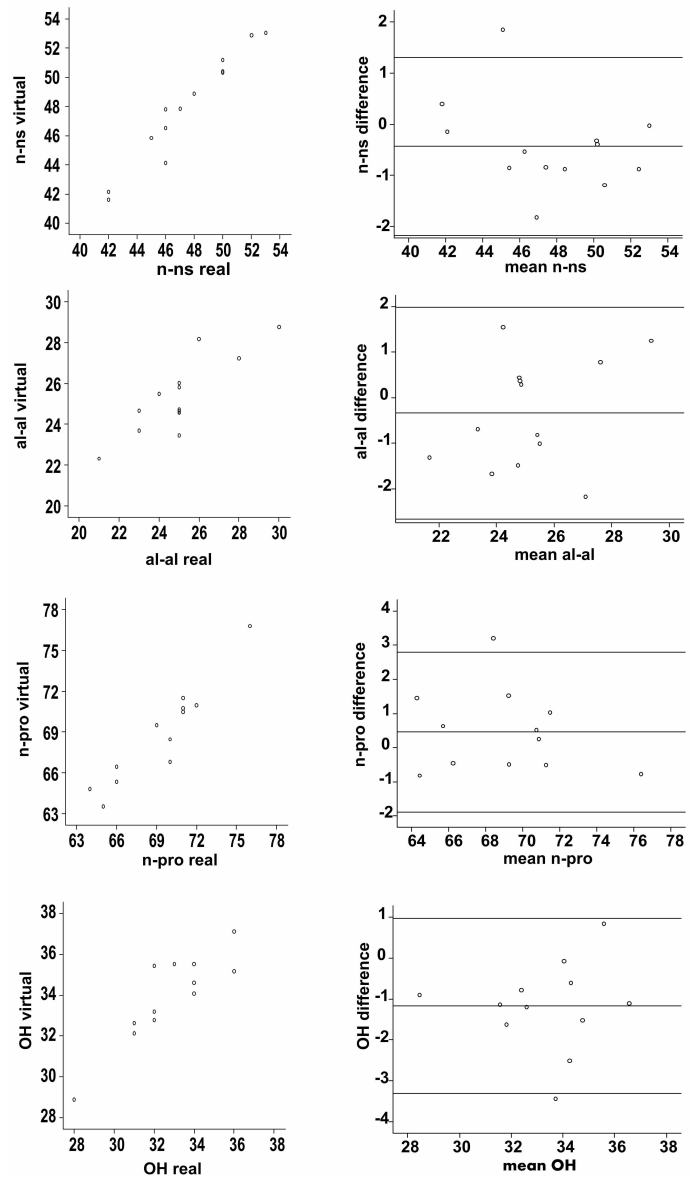 54
52
50
48
46
44
42
40
n-ns virtual
40 42 44 46 48 50 52 54
n-ns real
2
1
0
-1
-2
n-ns difference
40 42 44 46 48 50 52 54
mean n-ns
30
28
26
24
22
20
al-al virtual
20 22 24 26 28 30
al-al real
2
1
0
-1
-2
al-al difference
22 24 26 28 30
mean al-al
78
75
72
69
66
63
n-pro virtual
63 66 69 72 75 78
n-pro real
4
3
2
1
0
-1
-2
n-pro difference
64 66 68 70 72 74 76 78
mean n-pro
38
36
34
32
30
28
OH virtual
28 30 32 34 36 38
OH real
1
0
-1
-2
-3
-4
OH difference
28 30 32 34 36 38
mean OH